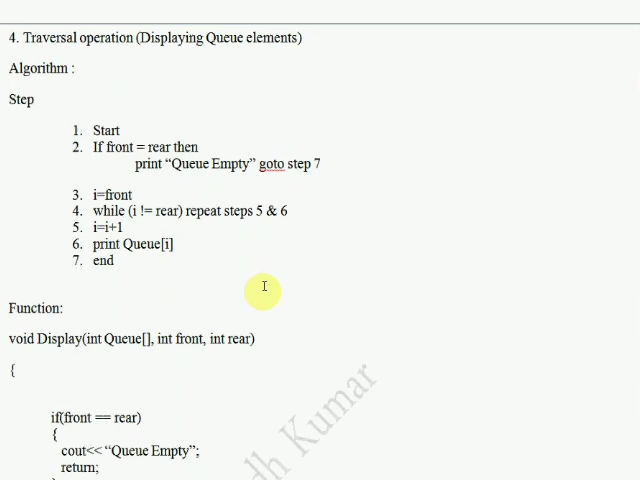 4. Traversal operation (Displaying Queue elements)
Algorithm :
Step
1. Start
2. If front = rear then
print “Queue Empty” goto step 7
3. i=front
4. while (i != rear) repeat steps 5 & 6
5. i=i+1
6. print Queue[i]
7. end
Function:
void Display(int Queue[], int front, int rear)
{
if(front == rear)
{
cout<< “Queue Empty”;
return;
dh Kumar